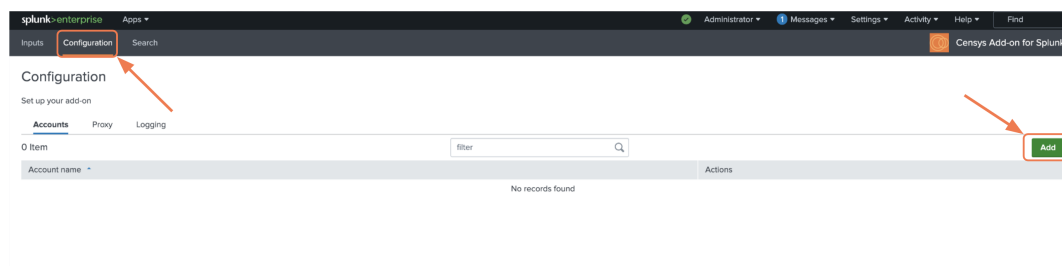 splunk>enterprise Apps ▾ Administrator ▾ 1 Messages ▾ Settings ▾ Activity ▾ Help ▾ Find
Inputs Configuration Search Censys Add-on for Splunk
Configuration
Set up your add-on
Accounts Proxy Logging
0 Item filter Add
Account name Actions
No records found